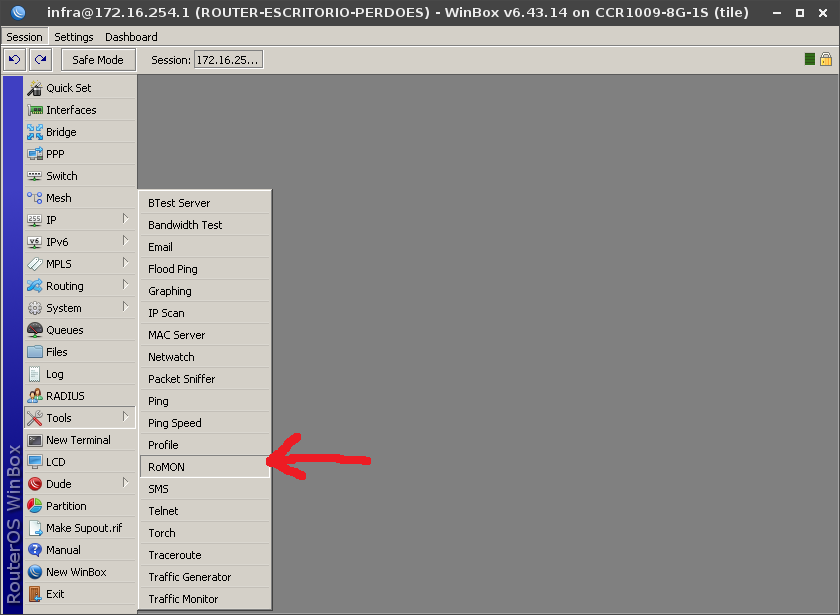 infra@172.16.254.1 (ROUTER-ESCRITORIO-PERDOES) - WinBox v6.43.14 on CCR1009-8G-1S (tile)
Session Settings Dashboard
Safe Mode Session: 172.16.25...
Quick Set
Interfaces
Bridge
PPP
Switch
Mesh
255 IP
v6 IPv6
MPLS
Routing
System
Queues
Files
Log
RADIUS
Tools
New Terminal
LCD
Dude
Partition
Make Supout.rif
Manual
New WinBox
Exit
BTest Server
Bandwidth Test
Email
Flood Ping
Graphing
IP Scan
MAC Server
Netwatch
Packet Sniffer
Ping
Ping Speed
Profile
RoMON
SMS
Telnet
Torch
Traceroute
Traffic Generator
Traffic Monitor
RouterOS WinBox